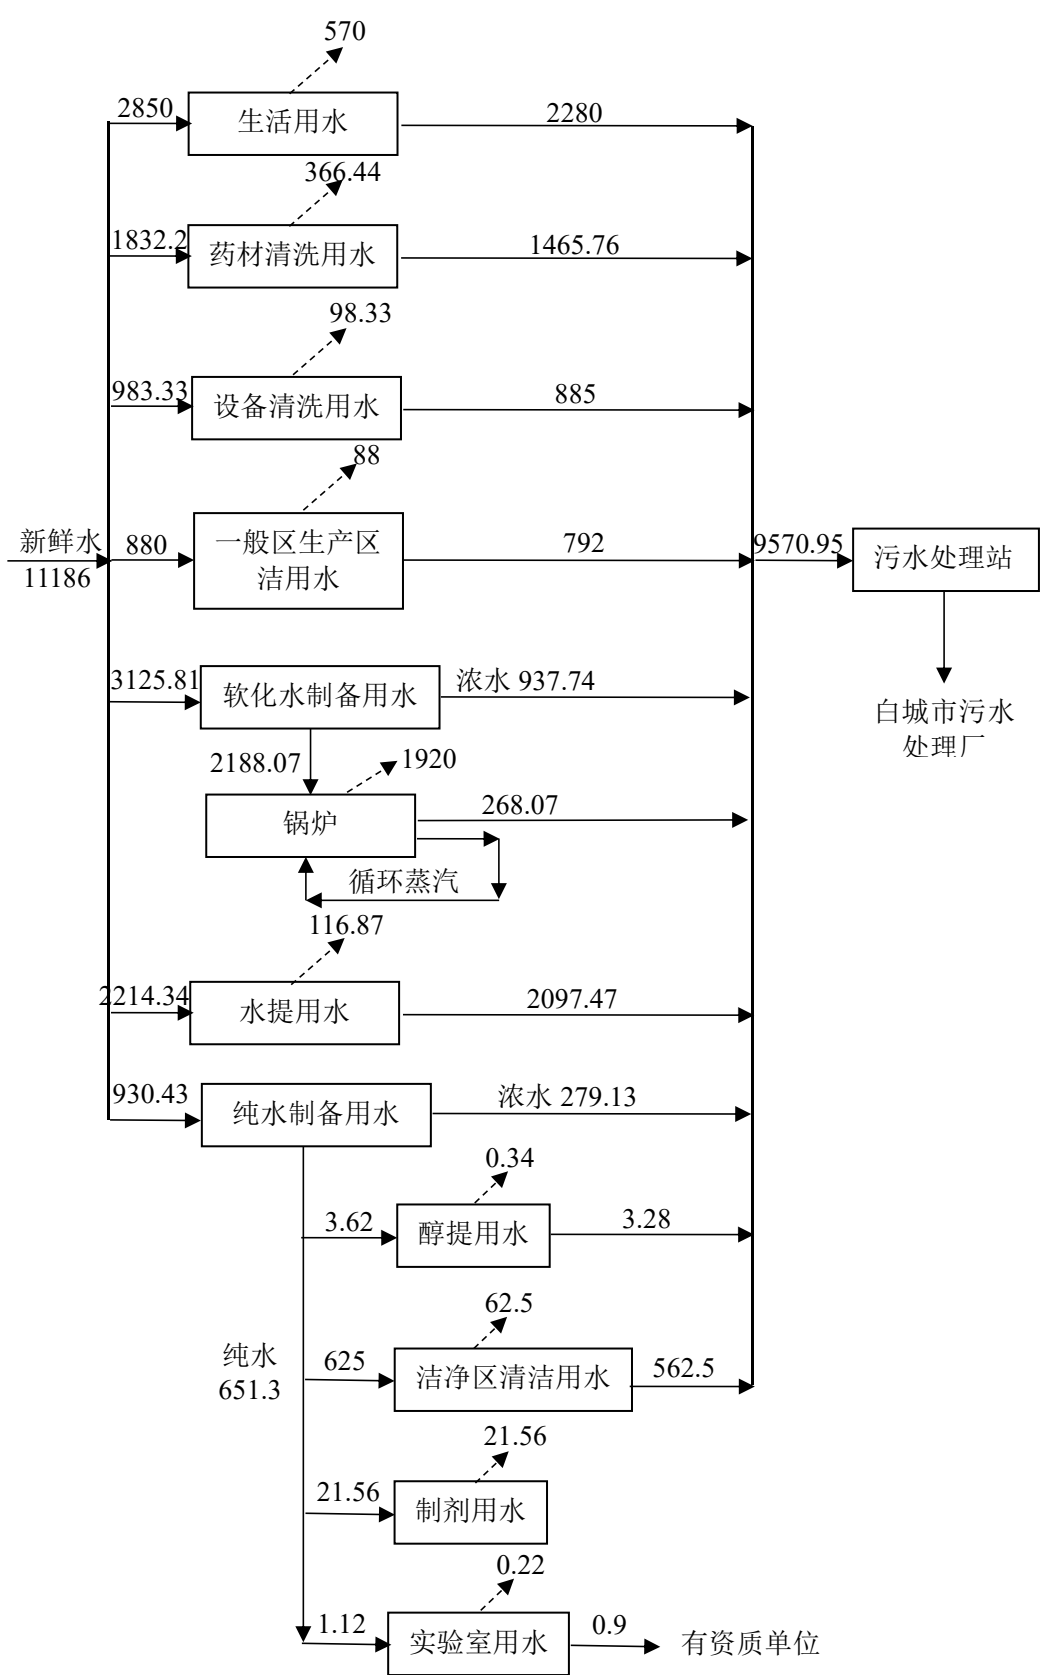 570
2850
生活用水
2280
366.44
1832.2
药材清洗用水
1465.76
98.33
983.33
设备清洗用水
885
88
新鲜水
11186
880
一般区生产区
洁用水
792
9570.95
污水处理站
白城市污水
处理厂
3125.81
软化水制备用水
浓水 937.74
2188.07
1920
锅炉
268.07
循环蒸汽
116.87
2214.34
水提用水
2097.47
930.43
纯水制备用水
浓水 279.13
0.34
3.62
醇提用水
3.28
62.5
纯水
651.3
625
洁净区清洁用水
562.5
21.56
21.56
制剂用水
0.22
1.12
实验室用水
0.9
有资质单位